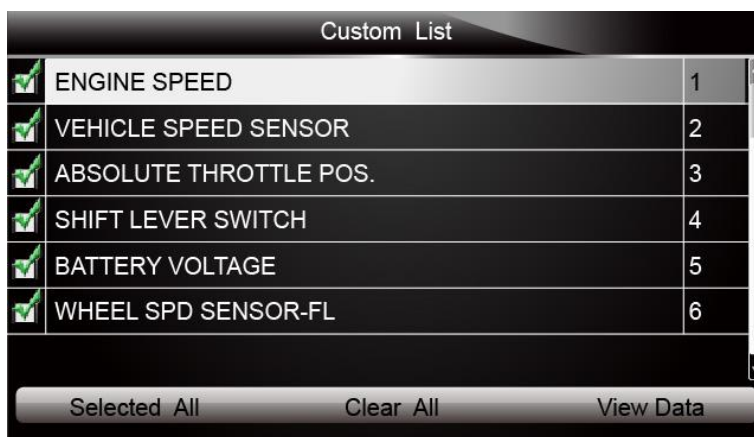 Custom List
ENGINE SPEED 1
VEHICLE SPEED SENSOR 2
ABSOLUTE THROTTLE POS. 3
SHIFT LEVER SWITCH 4
BATTERY VOLTAGE 5
WHEEL SPD SENSOR-FL 6
Selected All Clear All View Data